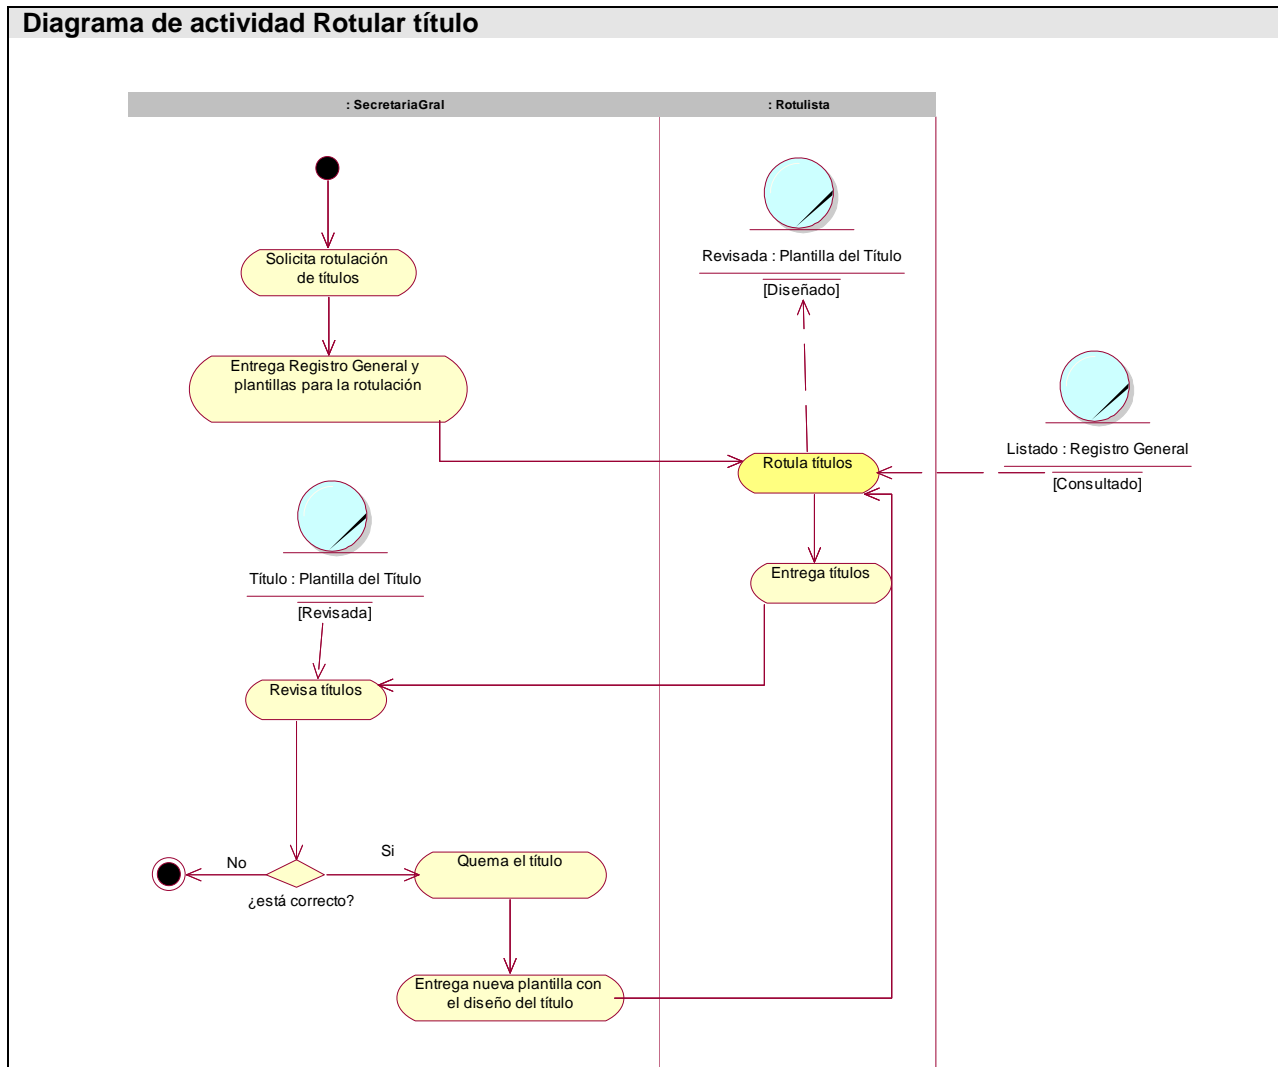 Diagrama de actividad Rotular título
: SecretariaGral
: Rotulista
Solicita rotulación
de títulos
Revisada : Plantilla del Título
[Diseñado]
Entrega Registro General y
plantillas para la rotulación
Listado : Registro General
[Consultado]
Rotula títulos
Título : Plantilla del Título
[Revisada]
Entrega títulos
Revisa títulos
No
Si
¿está correcto?
Quema el título
Entrega nueva plantilla con
el diseño del título